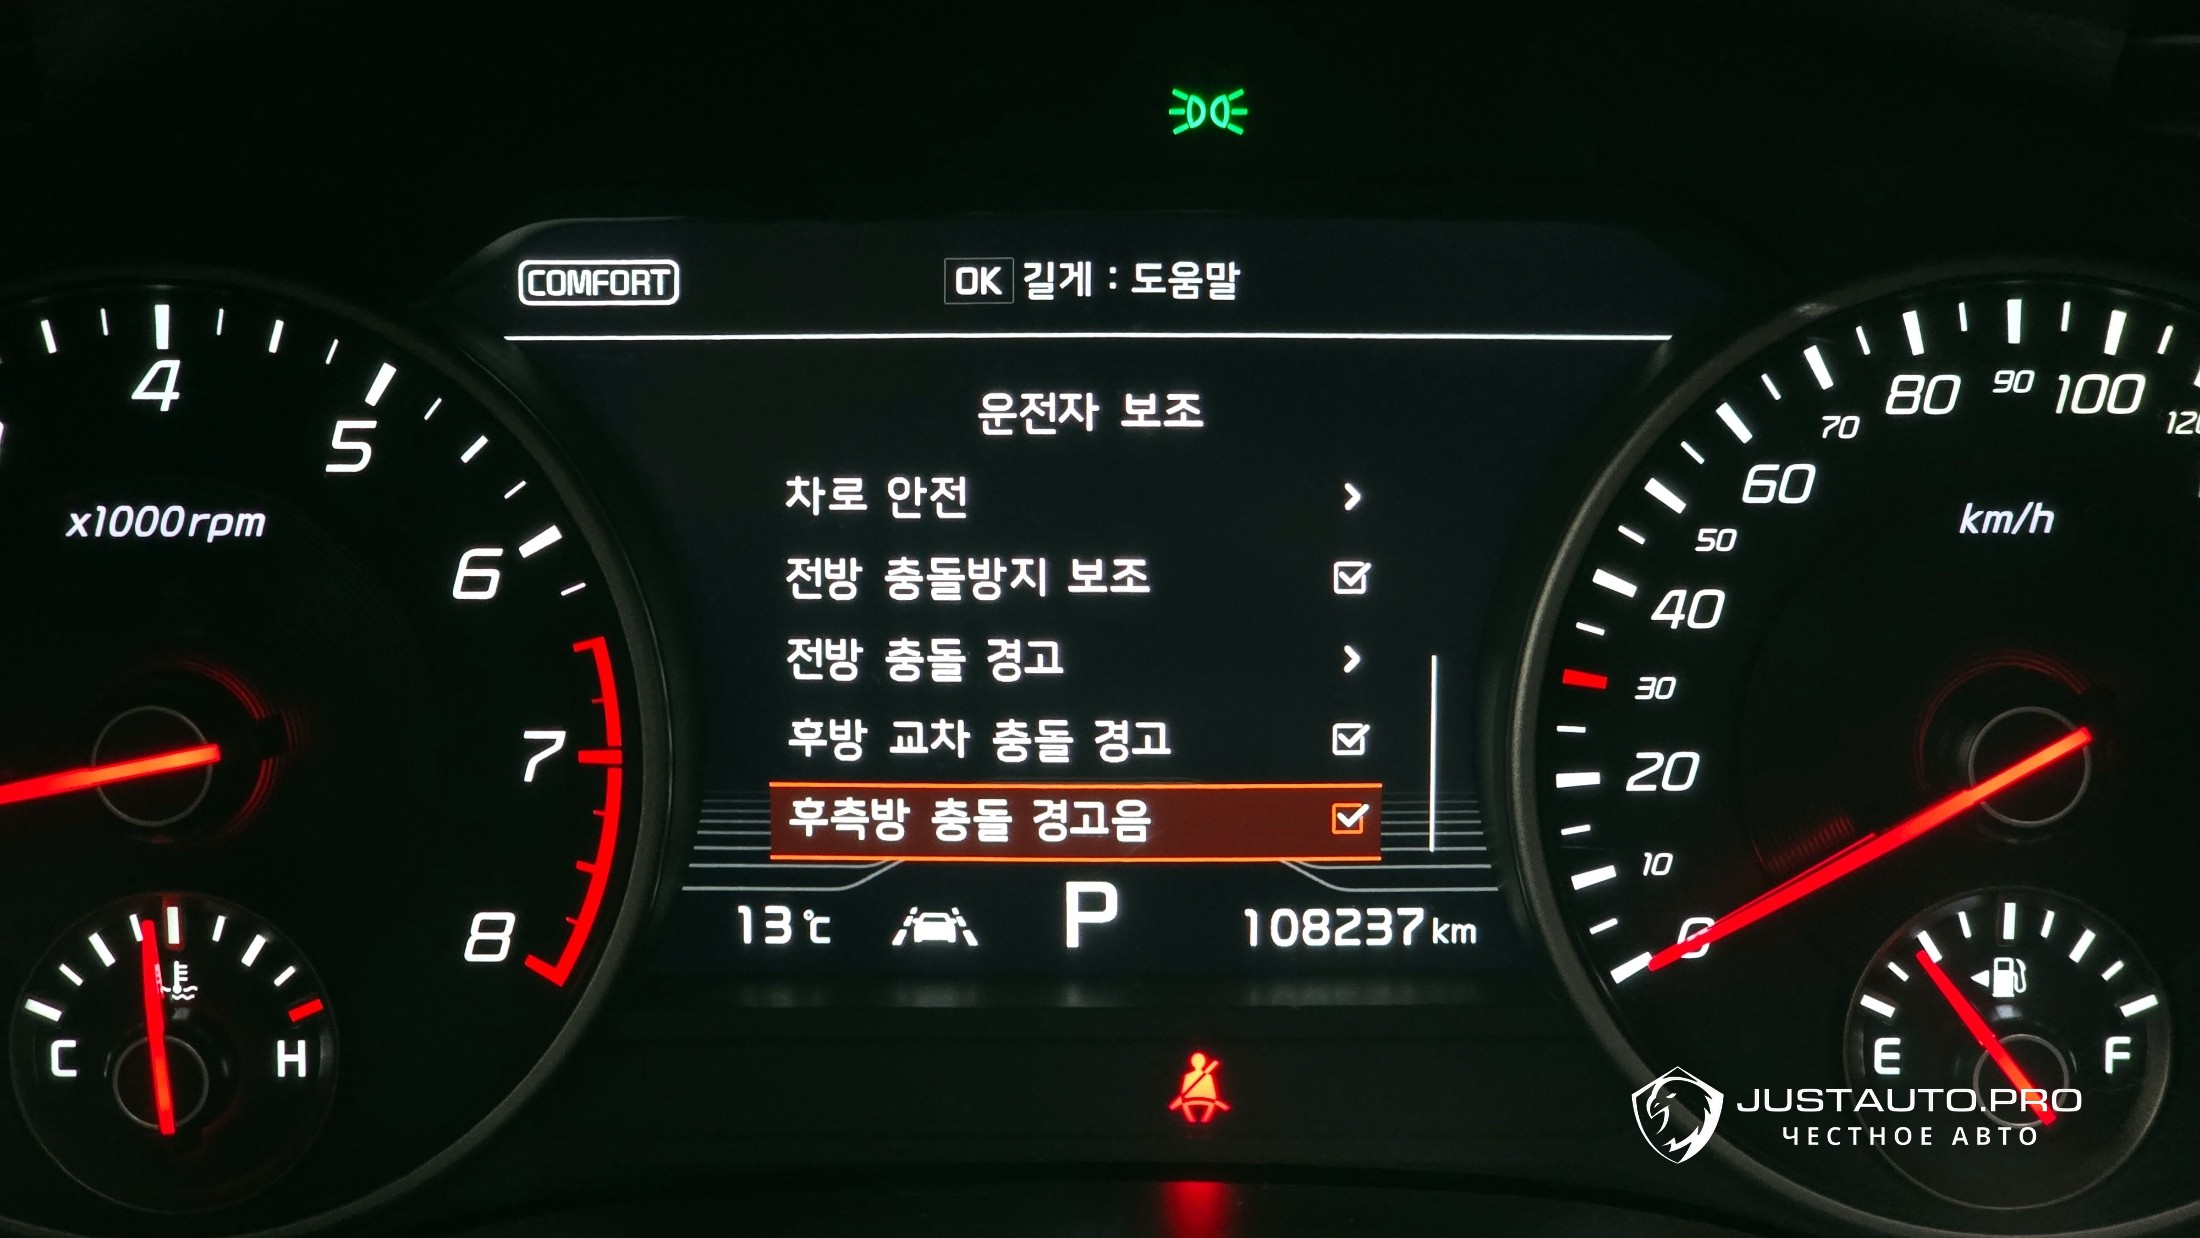 COMFORT
OK 길게 : 도움말
운전자 보조
차로 안전
전방 충돌방지 보조
전방 충돌 경고
후방 교차 충돌 경고
후측방 충돌 경고음
13 °C
P
108237 km
4
5
6
7
8
x1000rpm
C
H
0
10
20
30
40
50
60
70
80
90
100
km/h
E
F
JUSTAUTO.PRO
ЧЕСТНОЕ АВТО